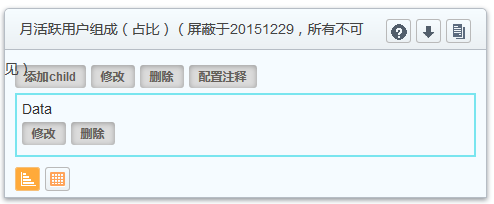 月活跃用户组成（占比）（屏蔽于20151229，所有不可
见）
添加child 修改 删除 配置注释
Data
修改 删除